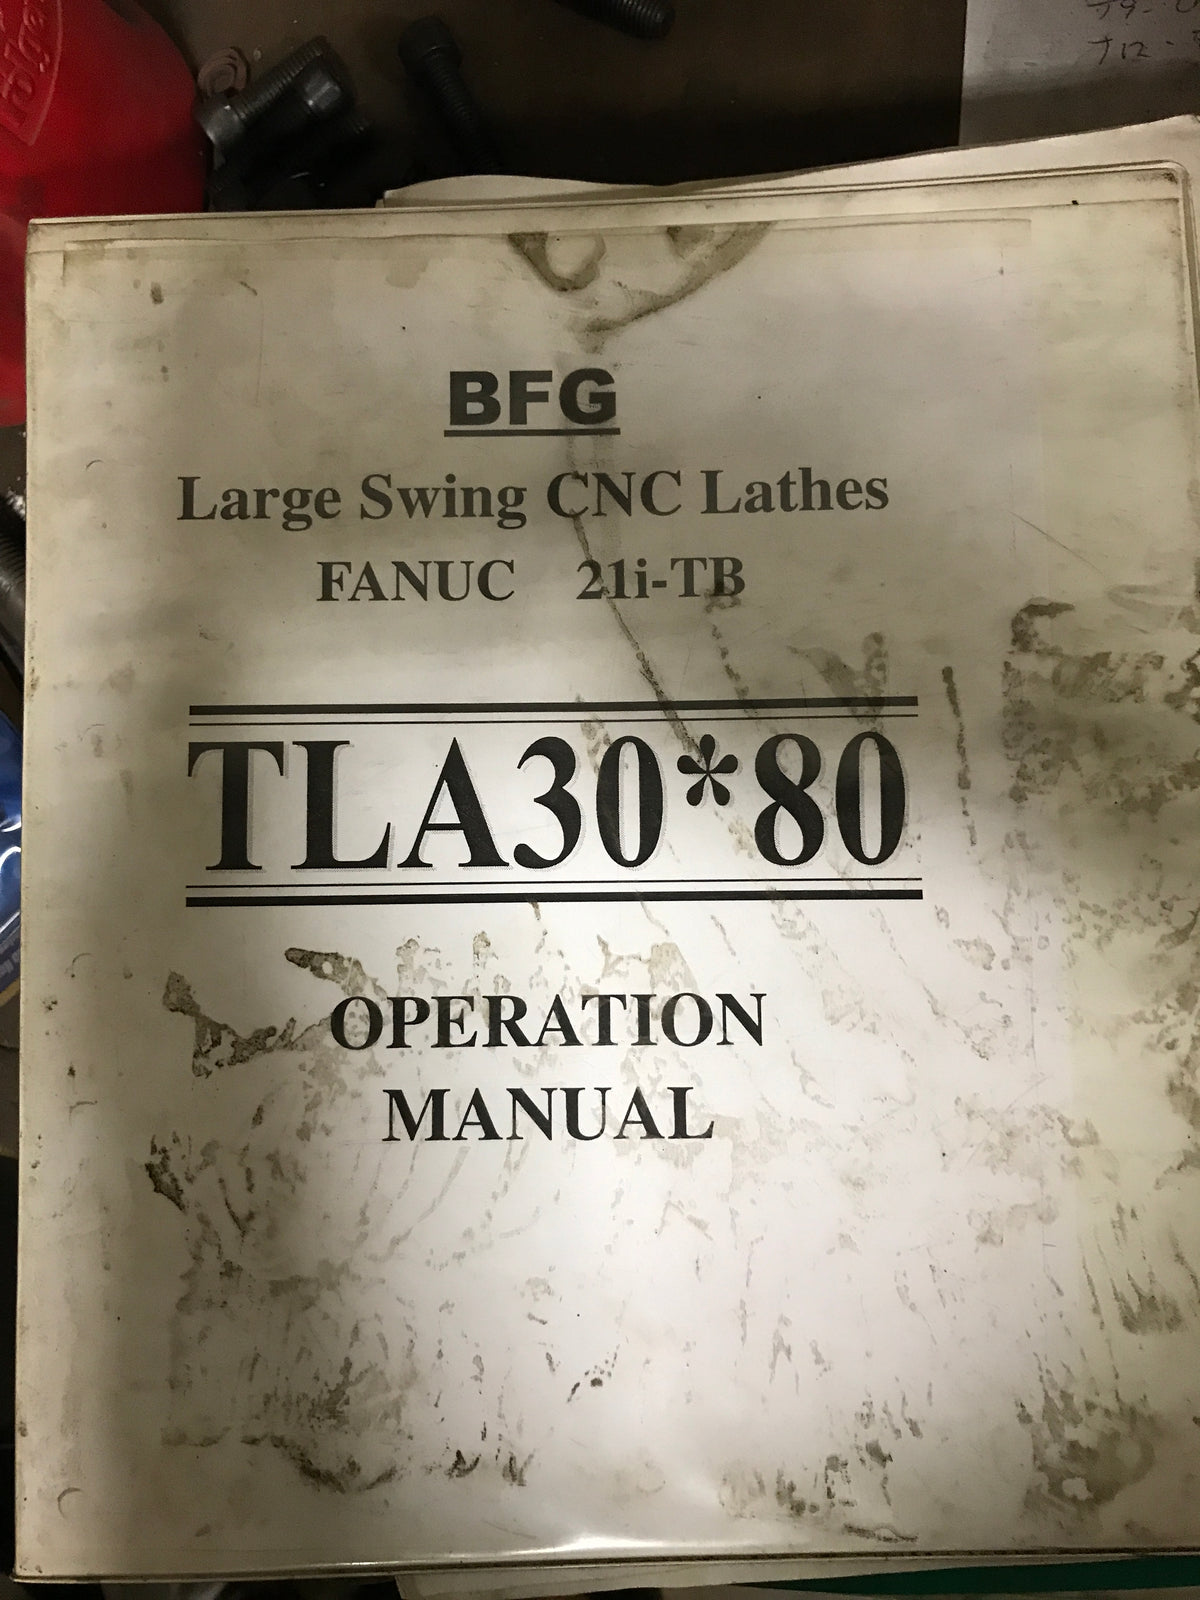 BFG
Large Swing CNC Lathes
FANUC 21i-TB
TLA30*80
OPERATION
MANUAL